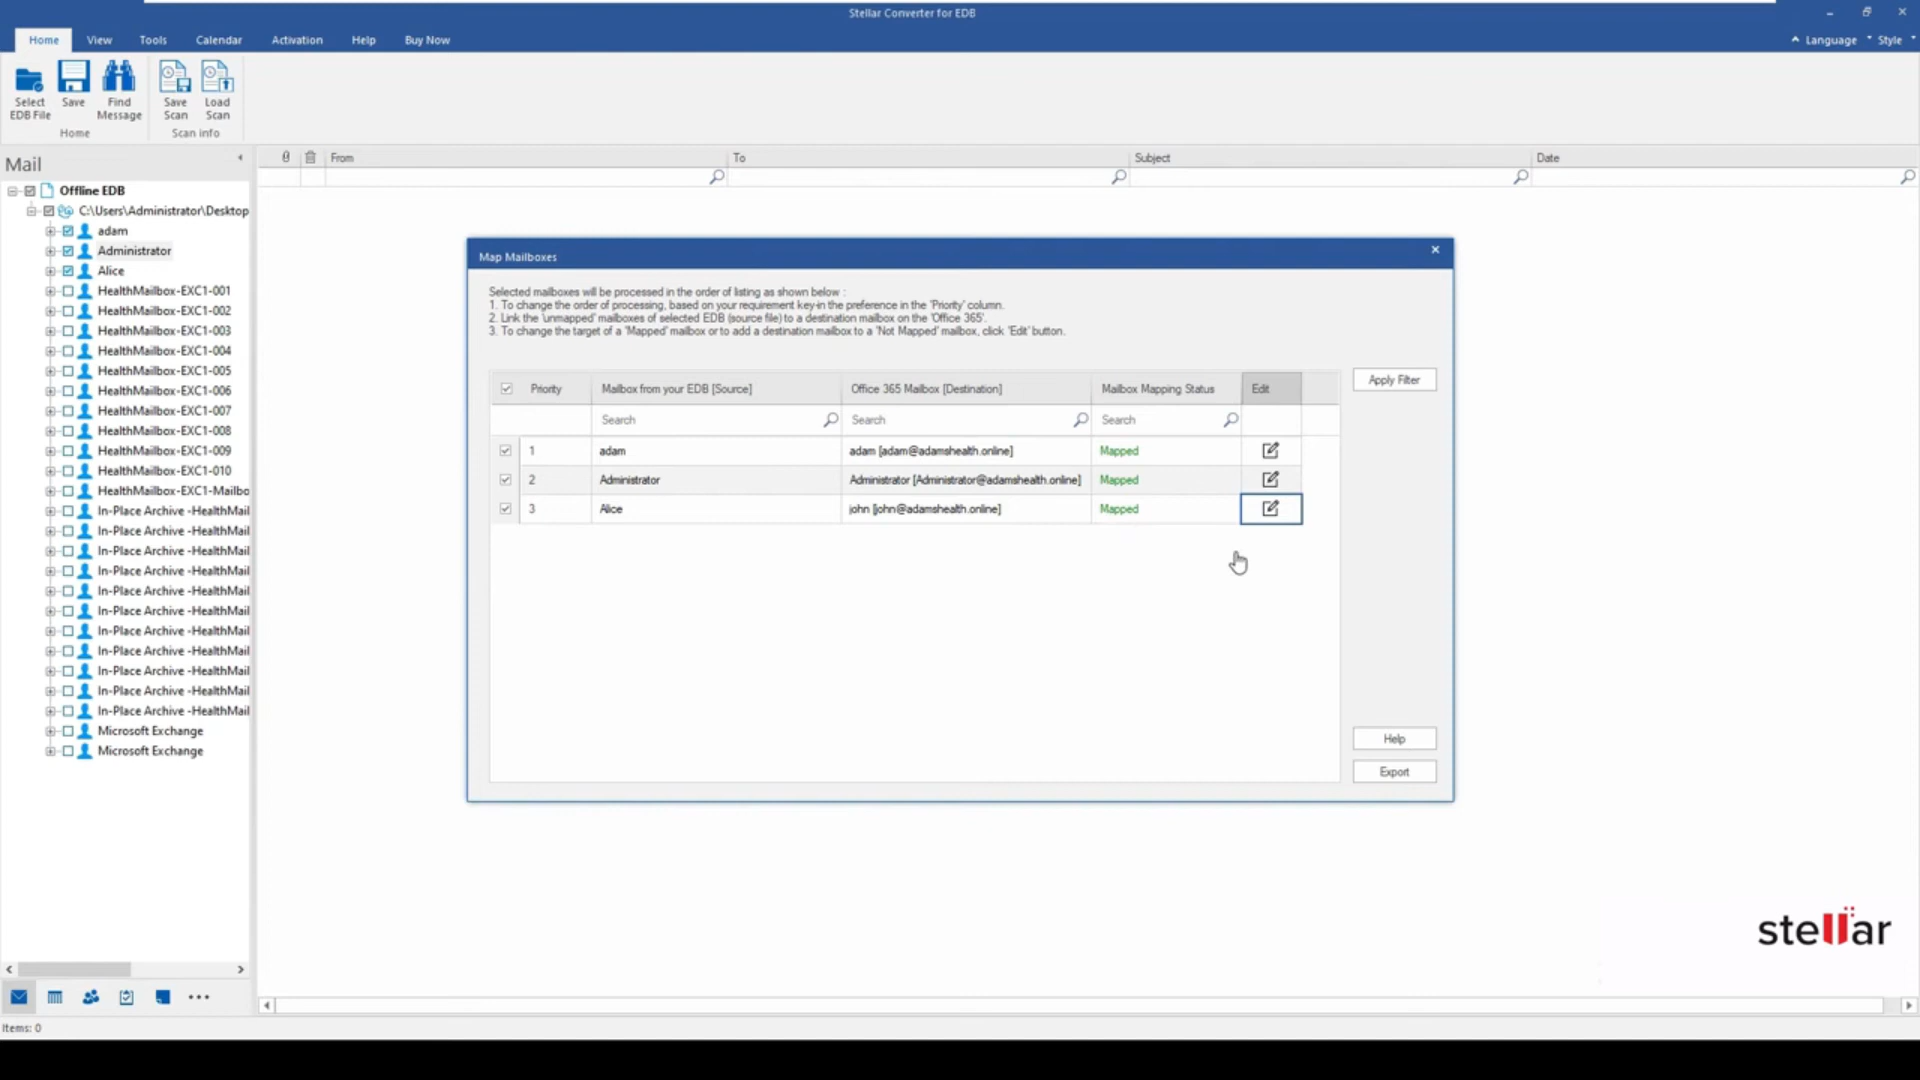 Stellar Converter for EDB
Home View Tools Calendar Activation Help Buy Now
Language Style
Select EDB File
Save
Find Message
Save Scan
Load Scan
Home
Scan info
Mail
From To Subject Date
Offline EDB
C:\Users\Administrator\Desktop
adam
Administrator
Alice
HealthMailbox-EXC1-001
HealthMailbox-EXC1-002
HealthMailbox-EXC1-003
HealthMailbox-EXC1-004
HealthMailbox-EXC1-005
HealthMailbox-EXC1-006
HealthMailbox-EXC1-007
HealthMailbox-EXC1-008
HealthMailbox-EXC1-009
HealthMailbox-EXC1-010
HealthMailbox-EXC1-Mailbo
In-Place Archive -HealthMail
In-Place Archive -HealthMail
In-Place Archive -HealthMail
In-Place Archive -HealthMail
In-Place Archive -HealthMail
In-Place Archive -HealthMail
In-Place Archive -HealthMail
In-Place Archive -HealthMail
In-Place Archive -HealthMail
In-Place Archive -HealthMail
In-Place Archive -HealthMail
Microsoft Exchange
Microsoft Exchange
Map Mailboxes
Selected mailboxes will be processed in the order of listing as shown below :
1. To change the order of processing, based on your requirement key-in the preference in the 'Priority' column.
2. Link the 'unmapped' mailboxes of selected EDB (source file) to a destination mailbox on the 'Office 365'.
3. To change the target of a 'Mapped' mailbox or to add a destination mailbox to a 'Not Mapped' mailbox, click 'Edit' button.
Priority Mailbox from your EDB [Source] Office 365 Mailbox [Destination] Mailbox Mapping Status Edit
Search Search Search
1 adam adam [adam@adamshealth.online] Mapped
2 Administrator Administrator [Administrator@adamshealth.online] Mapped
3 Alice john [john@adamshealth.online] Mapped
Apply Filter
Help
Export
stellar
Items: 0